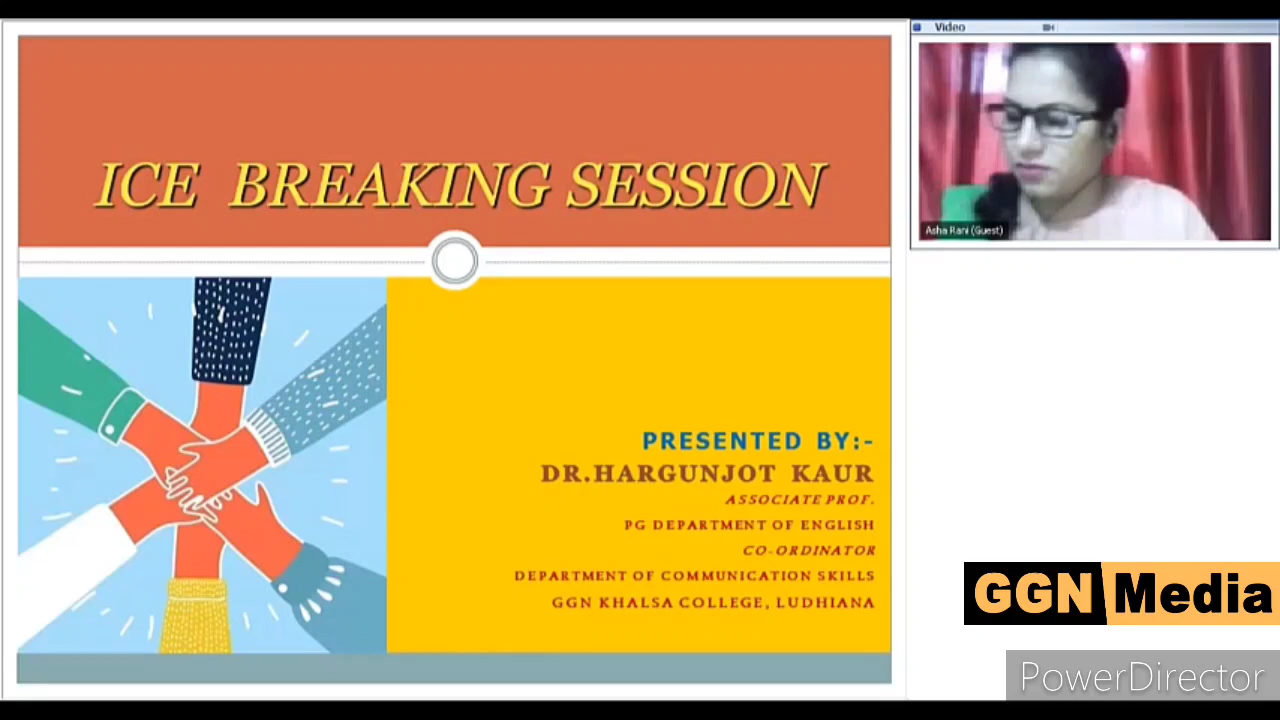 ICE BREAKING SESSION
PRESENTED BY:-
DR.HARGUNJOT KAUR
ASSOCIATE PROF.
PG DEPARTMENT OF ENGLISH
CO-ORDINATOR
DEPARTMENT OF COMMUNICATION SKILLS
GGN KHALSA COLLEGE, LUDHIANA
Video
Asha Rani (Guest)
GGN Media
PowerDirector